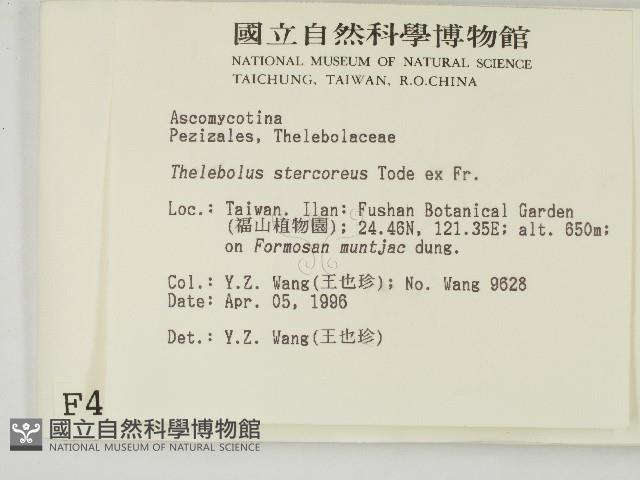 國立自然科學博物館
NATIONAL MUSEUM OF NATURAL SCIENCE
TAICHUNG, TAIWAN, R.O.CHINA
Ascomycotina
Pezizales, Thelebolaceae
Thelebolus stercoreus Tode ex Fr.
Loc.: Taiwan. Ilan: Fushan Botanical Garden
(福山植物園); 24.46N, 121.35E; alt. 650m;
on Formosan muntjac dung.
Col.: Y.Z. Wang(王也珍); No. Wang 9628
Date: Apr. 05, 1996
Det.: Y.Z. Wang(王也珍)
F4
國立自然科學博物館
NATIONAL MUSEUM OF NATURAL SCIENCE